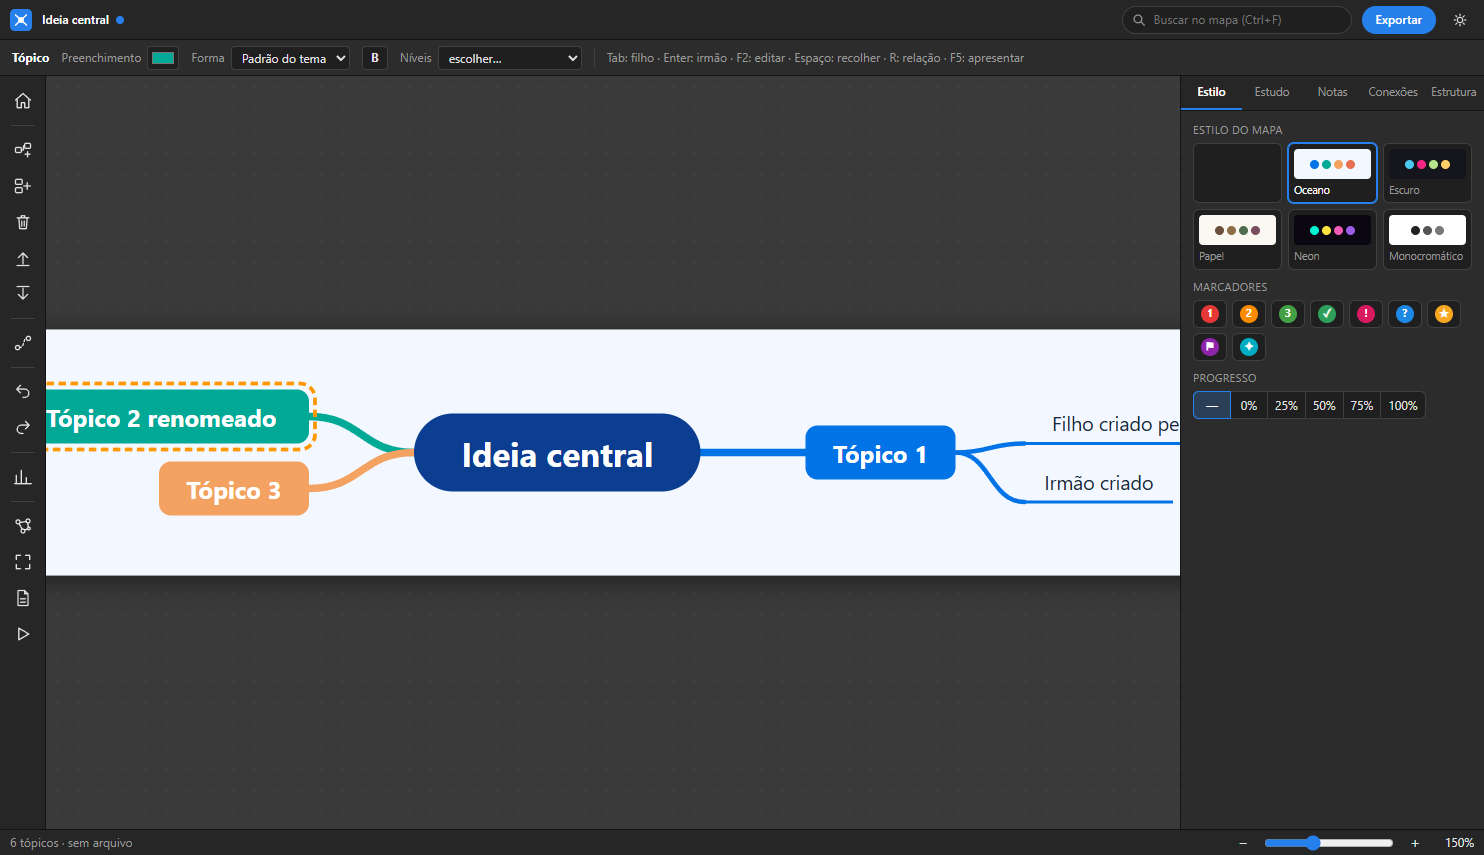 Ideia central
Buscar no mapa (Ctrl+F)
Exportar
Tópico
Preenchimento
Forma
Padrão do tema
B
Níveis
escolher...
Tab: filho · Enter: irmão · F2: editar · Espaço: recolher · R: relação · F5: apresentar
Estilo
Estudo
Notas
Conexões
Estrutura
ESTILO DO MAPA
Oceano
Escuro
Papel
Neon
Monocromático
MARCADORES
1
2
3
!
?
PROGRESSO
—
0%
25%
50%
75%
100%
Tópico 2 renomeado
Tópico 3
Ideia central
Tópico 1
Filho criado pe
Irmão criado
6 tópicos · sem arquivo
150%